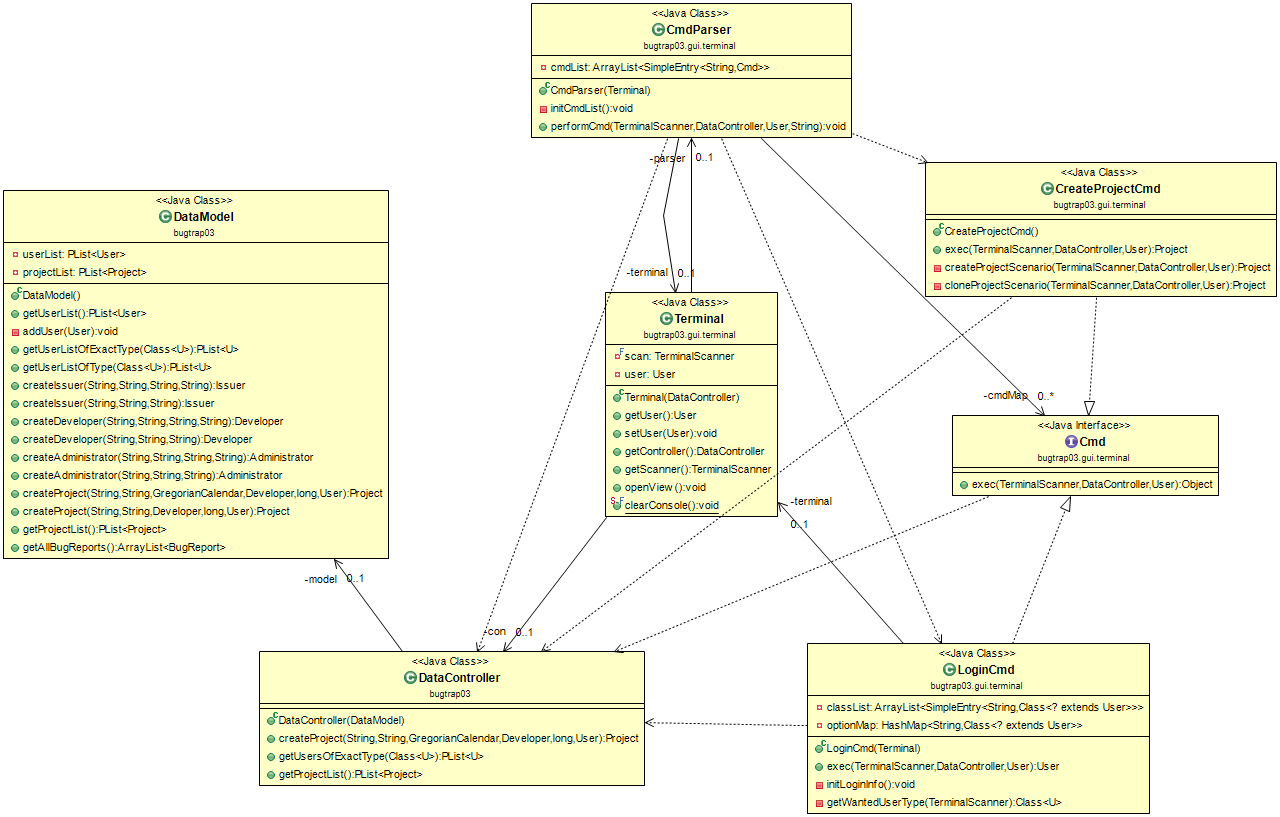 <<Java Class>>
CmdParser
bugtrap03.gui.terminal
cmdList: ArrayList<SimpleEntry<String,Cmd>>
CmdParser(Terminal)
initCmdList():void
performCmd(TerminalScanner,DataController,User,String):void
-parser 0..1
-terminal 0..1
<<Java Class>>
CreateProjectCmd
bugtrap03.gui.terminal
CreateProjectCmd()
exec(TerminalScanner,DataController,User):Project
createProjectScenario(TerminalScanner,DataController,User):Project
cloneProjectScenario(TerminalScanner,DataController,User):Project
<<Java Class>>
DataModel
bugtrap03
userList: PList<User>
projectList: PList<Project>
DataModel()
getUserList():PList<User>
addUser(User):void
getUserListOfExactType(Class<U>):PList<U>
getUserListOfType(Class<U>):PList<U>
createIssuer(String,String,String,String):Issuer
createIssuer(String,String,String):Issuer
createDeveloper(String,String,String,String):Developer
createDeveloper(String,String,String):Developer
createAdministrator(String,String,String,String):Administrator
createAdministrator(String,String,String):Administrator
createProject(String,String,GregorianCalendar,Developer,long,User):Project
createProject(String,String,Developer,long,User):Project
getProjectList():PList<Project>
getAllBugReports():ArrayList<BugReport>
-model 0..1
<<Java Class>>
Terminal
bugtrap03.gui.terminal
scan: TerminalScanner
user: User
Terminal(DataController)
getUser():User
setUser(User):void
getController():DataController
getScanner():TerminalScanner
openView():void
clearConsole():void
-cmdMap 0..*
<<Java Interface>>
Cmd
bugtrap03.gui.terminal
exec(TerminalScanner,DataController,User):Object
-terminal
0..1
-con 0..1
<<Java Class>>
DataController
bugtrap03
DataController(DataModel)
createProject(String,String,GregorianCalendar,Developer,long,User):Project
getUsersOfExactType(Class<U>):PList<U>
getProjectList():PList<Project>
<<Java Class>>
LoginCmd
bugtrap03.gui.terminal
classList: ArrayList<SimpleEntry<String,Class<? extends User>>>
optionMap: HashMap<String,Class<? extends User>>
LoginCmd(Terminal)
exec(TerminalScanner,DataController,User):User
initLoginInfo():void
getWantedUserType(TerminalScanner):Class<U>